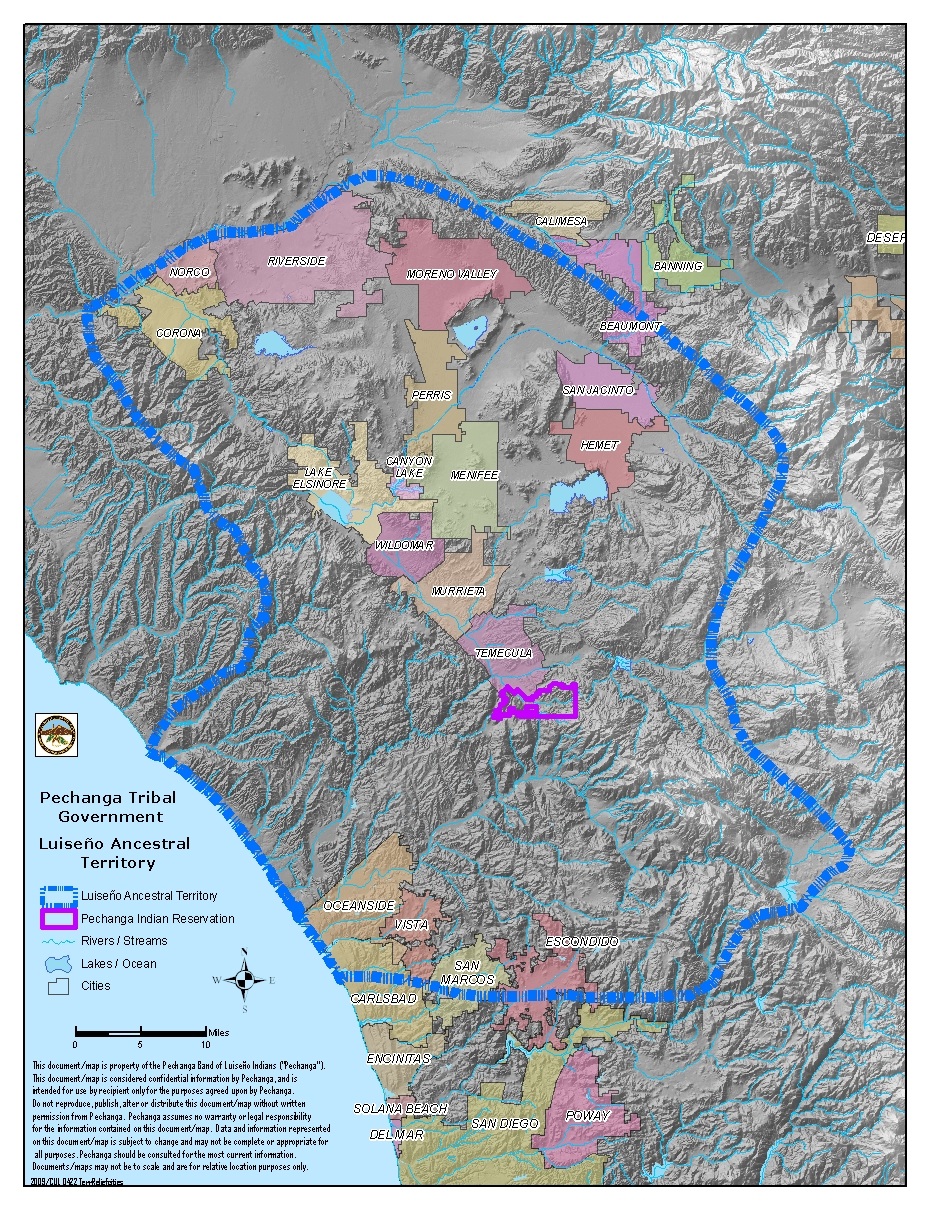 CALIMESA
DESER
RIVERSIDE
NORCO
MORENO VALLEY
BANNING
CORONA
BEAUMONT
PERRIS
SAN JACINTO
HEMET
CANYON
LAKE
LAKE
ELSINORE
MENIFEE
WILDOMAR
MURRIETA
TEMECULA
Pechanga Tribal
Government
Luiseño Ancestral
Territory
Luiseño Ancestral Territory
Pechanga Indian Reservation
Rivers / Streams
Lakes / Ocean
Cities
N
W E
S
0 5 10 Miles
OCEANSIDE
VISTA
ESCONDIDO
SAN
MARCOS
CARLSBAD
ENCINITAS
SOLANA BEACH
DEL MAR
SAN DIEGO
POWAY
This document/map is property of the Pechanga Band of Luiseño Indians ("Pechanga").
This document/map is considered confidential information by Pechanga, and is
intended for use by recipient only for the purposes agreed upon by Pechanga.
Do not reproduce, publish, alter or distribute this document/map without written
permission from Pechanga. Pechanga assumes no warranty or legal responsibility
for the information contained on this document/map. Data and information represented
on this document/map is subject to change and may not be complete or appropriate for
all purposes. Pechanga should be consulted for the most current information.
Documents/maps may not be to scale and are for relative location purposes only.
2009/CUL 0422